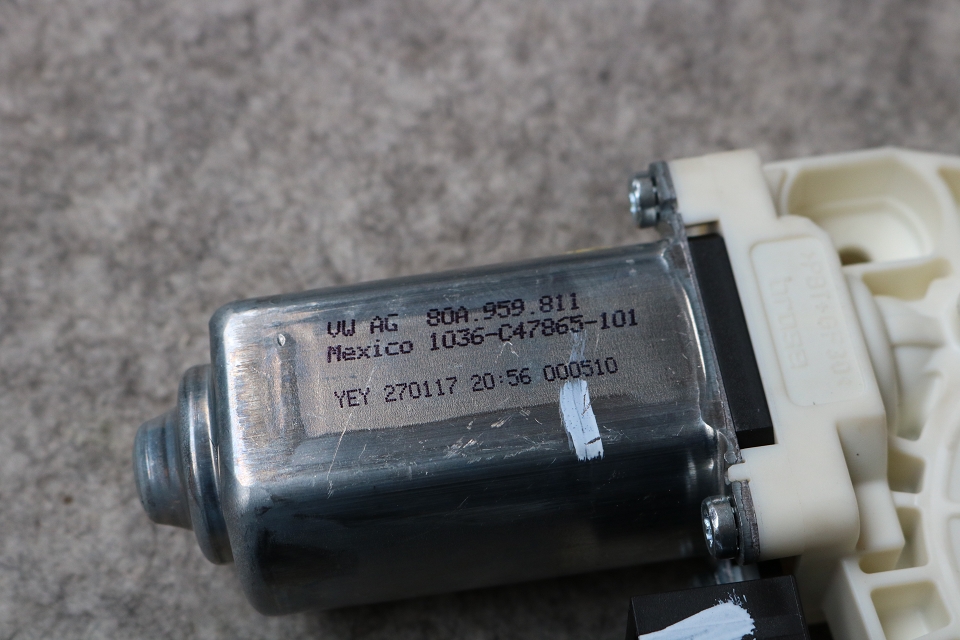 VW AG 80A.959.811
Mexico 1036-C47865-101
YEY 270117 20:56 000510